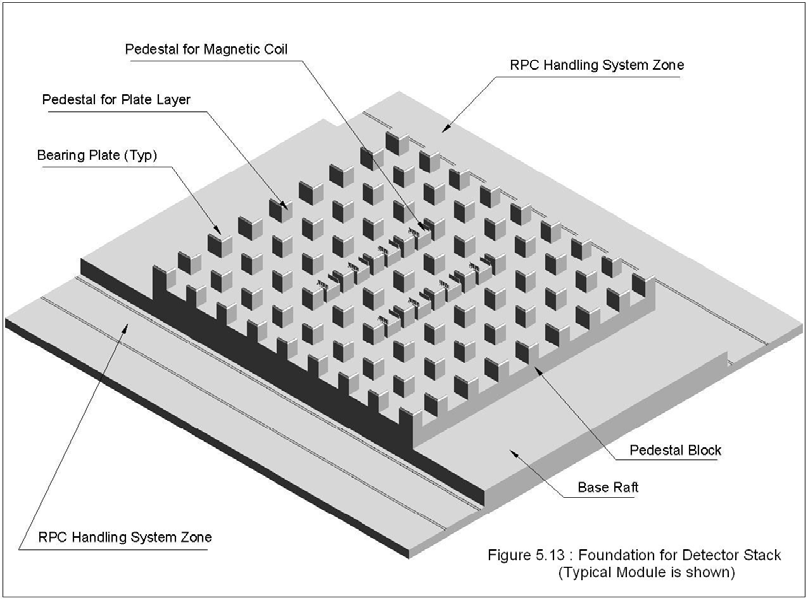 Pedestal for Magnetic Coil
RPC Handling System Zone
Pedestal for Plate Layer
Bearing Plate (Typ)
Pedestal Block
Base Raft
RPC Handling System Zone
Figure 5.13 : Foundation for Detector Stack
(Typical Module is shown)